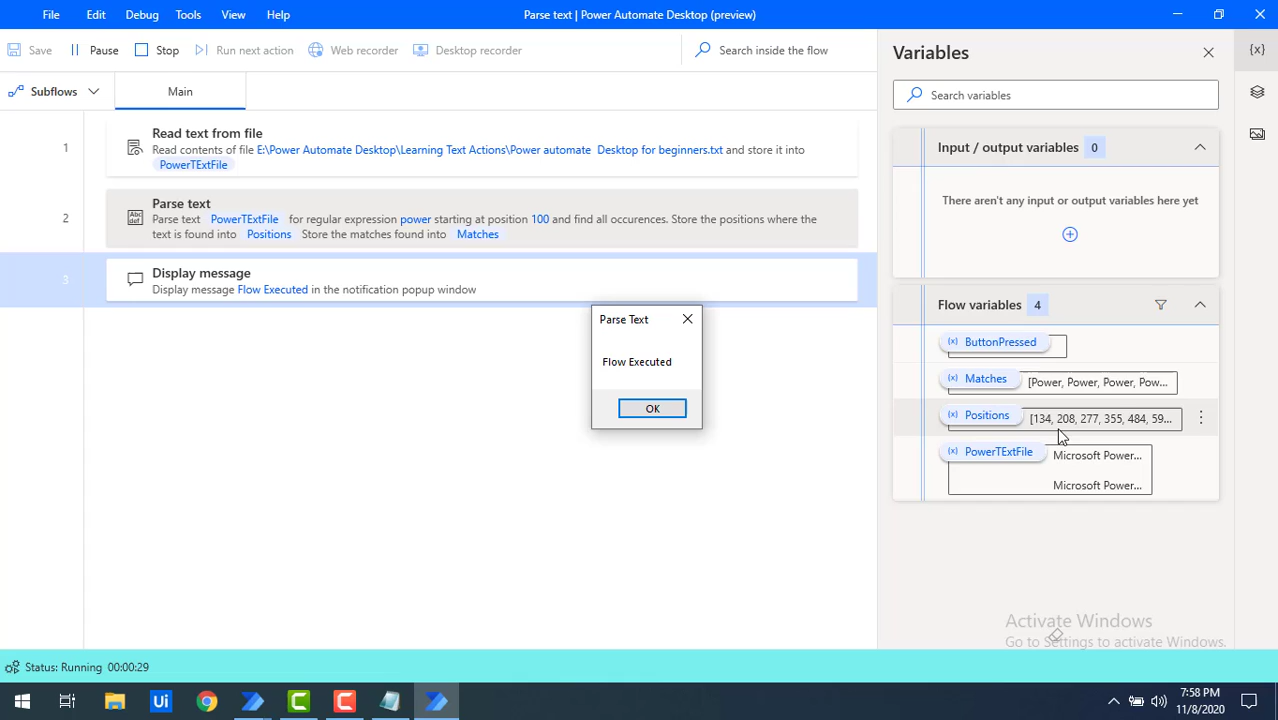 File Edit Debug Tools View Help
Parse text | Power Automate Desktop (preview)
Save Pause Stop Run next action Web recorder Desktop recorder
Search inside the flow
Subflows
Main
1
Read text from file
Read contents of file E:\Power Automate Desktop\Learning Text Actions\Power automate Desktop for beginners.txt and store it into
PowerTExtFile
2
Parse text
Parse text PowerTExtFile for regular expression power starting at position 100 and find all occurences. Store the positions where the
text is found into Positions Store the matches found into Matches
3
Display message
Display message Flow Executed in the notification popup window
Parse Text
Flow Executed
OK
Variables
{x}
Search variables
Input / output variables 0
There aren't any input or output variables here yet
Flow variables 4
(x) ButtonPressed
(x) Matches [Power, Power, Power, Pow...
(x) Positions [134, 208, 277, 355, 484, 59...
(x) PowerTExtFile Microsoft Power...
Microsoft Power...
Activate Windows
Go to Settings to activate Windows.
Status: Running 00:00:29
Ui
7:58 PM
11/8/2020